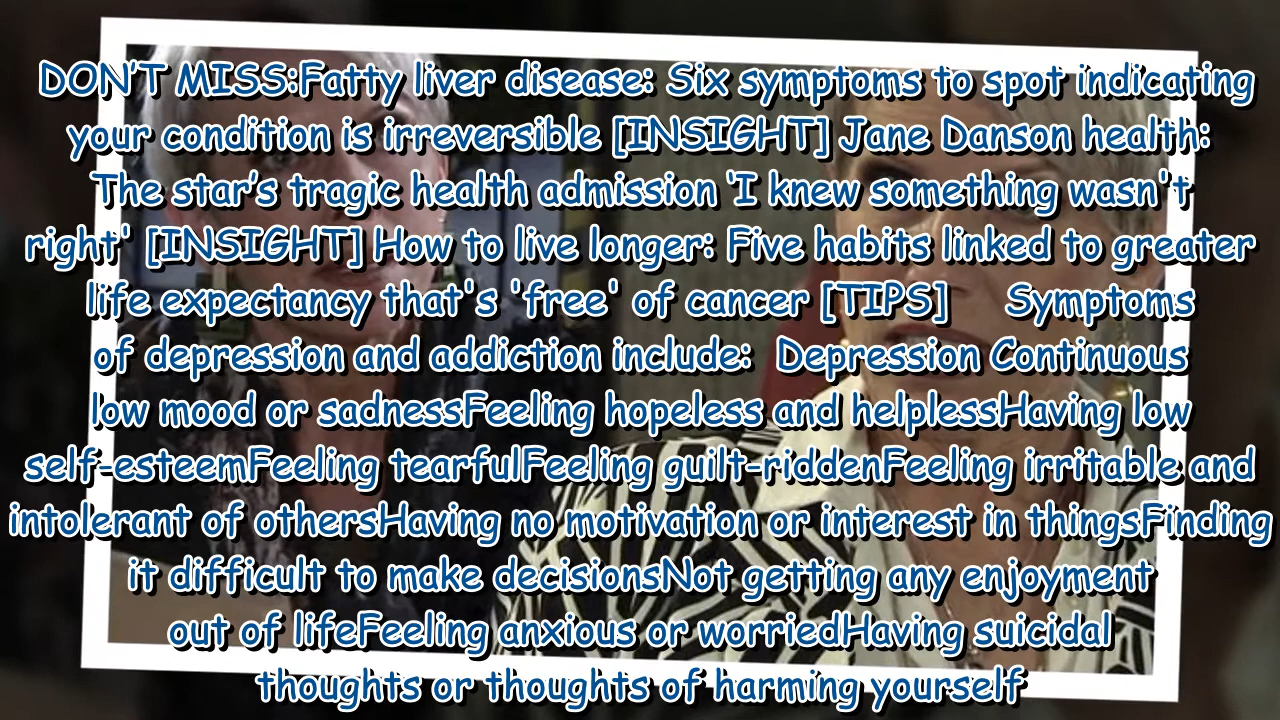 DON'T MISS:Fatty liver disease: Six symptoms to spot indicating
your condition is irreversible [INSIGHT] Jane Danson health:
The star's tragic health admission 'I knew something wasn't
right' [INSIGHT] How to live longer: Five habits linked to greater
life expectancy that's 'free' of cancer [TIPS] Symptoms
of depression and addiction include: Depression Continuous
low mood or sadnessFeeling hopeless and helplessHaving low
self-esteemFeeling tearfulFeeling guilt-riddenFeeling irritable and
intolerant of othersHaving no motivation or interest in thingsFinding
it difficult to make decisionsNot getting any enjoyment
out of lifeFeeling anxious or worriedHaving suicidal
thoughts or thoughts of harming yourself